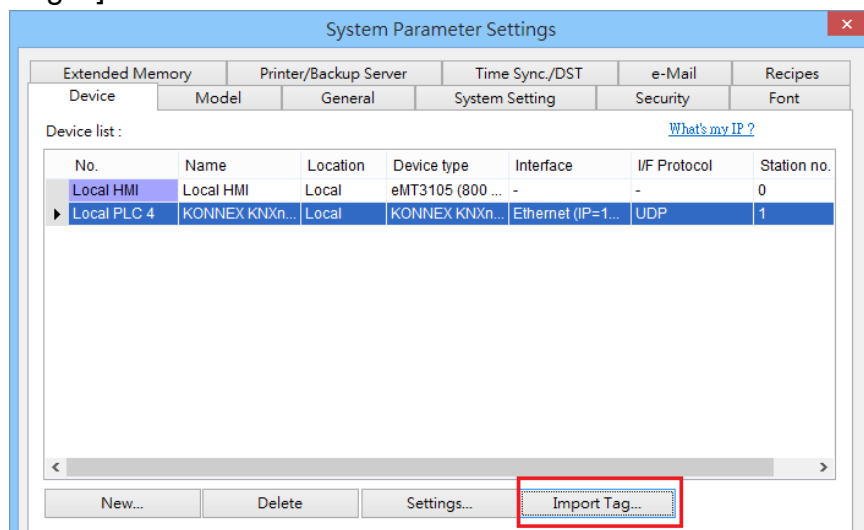 System Parameter Settings
Extended Memory Printer/Backup Server Time Sync./DST e-Mail Recipes
Device Model General System Setting Security Font
Device list : What's my IP ?
No. Name Location Device type Interface I/F Protocol Station no.
Local HMI Local HMI Local eMT3105 (800 ... - - 0
Local PLC 4 KONNEX KNXn... Local KONNEX KNXn... Ethernet (IP=1... UDP 1
New... Delete Settings... Import Tag...